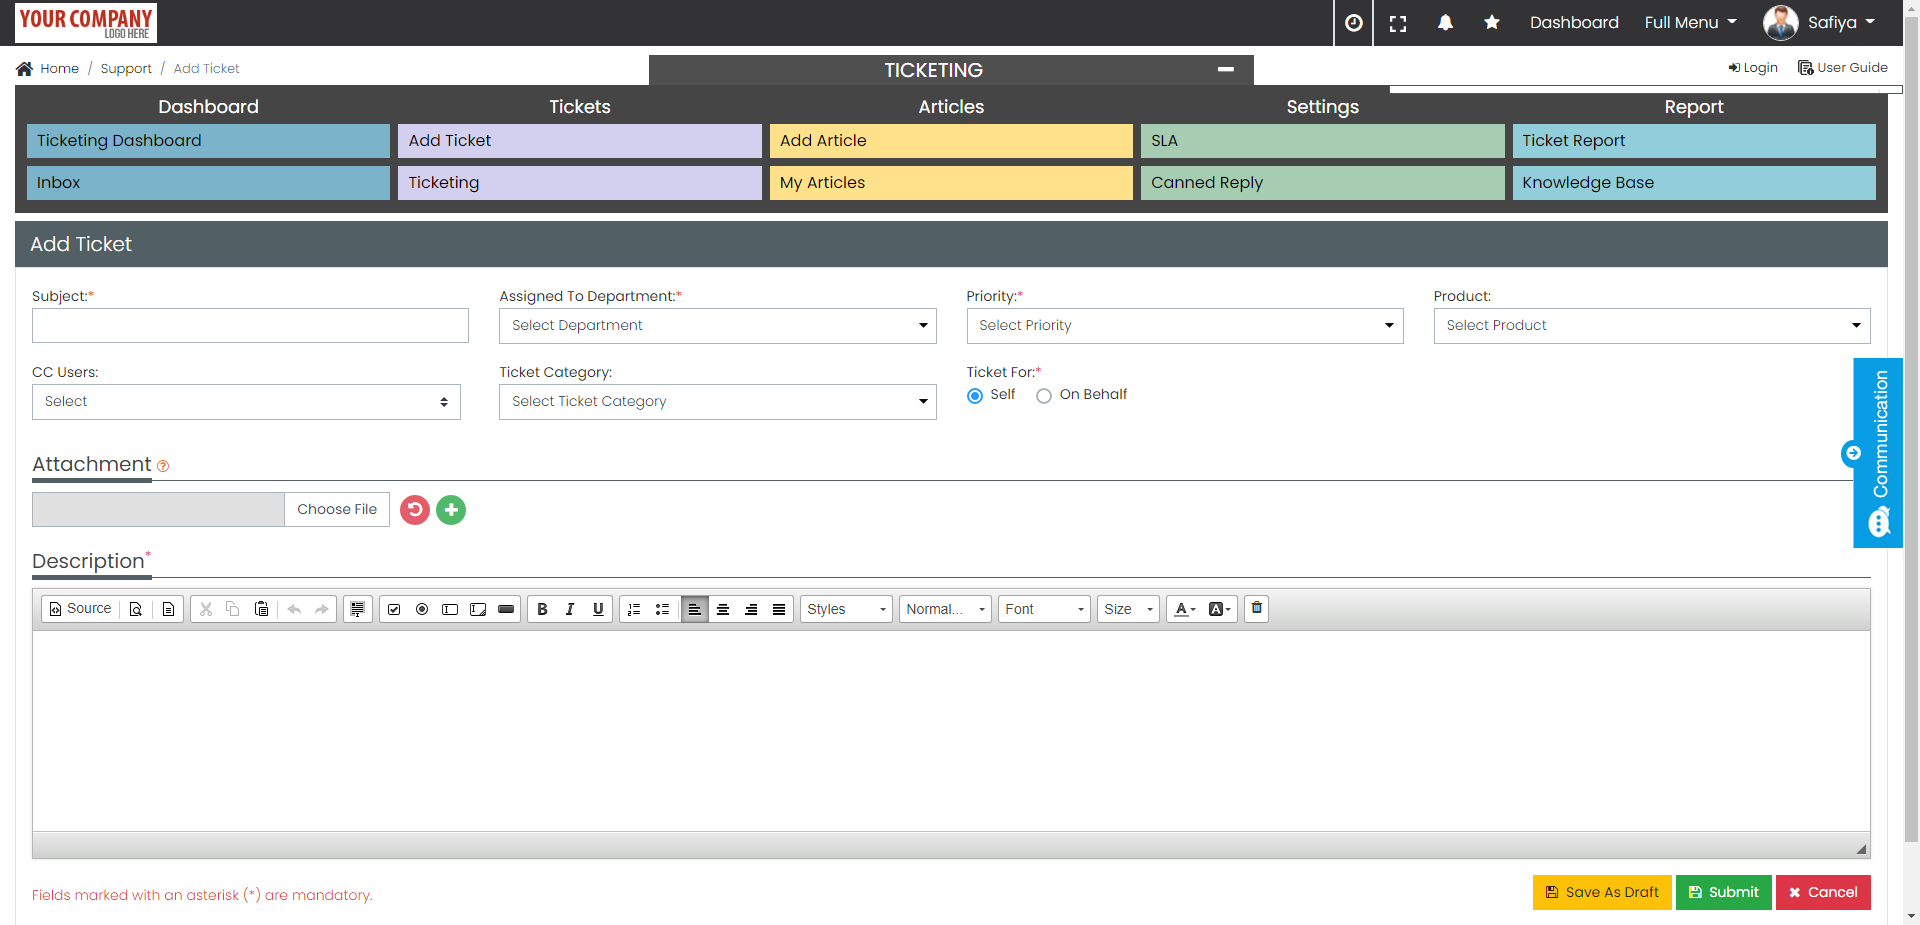 YOUR COMPANY
LOGO HERE
Dashboard
Full Menu
Safiya
Home / Support / Add Ticket
TICKETING
Login
User Guide
Dashboard
Tickets
Articles
Settings
Report
Ticketing Dashboard
Add Ticket
Add Article
SLA
Ticket Report
Inbox
Ticketing
My Articles
Canned Reply
Knowledge Base
Add Ticket
Subject:*
Assigned To Department:*
Priority:*
Product:
Select Department
Select Priority
Select Product
CC Users:
Ticket Category:
Ticket For:*
Select
Select Ticket Category
Self
On Behalf
Communication
Attachment
Choose File
Description*
Source
B I U
Styles
Normal...
Font
Size
A
A
Fields marked with an asterisk (*) are mandatory.
Save As Draft
Submit
Cancel